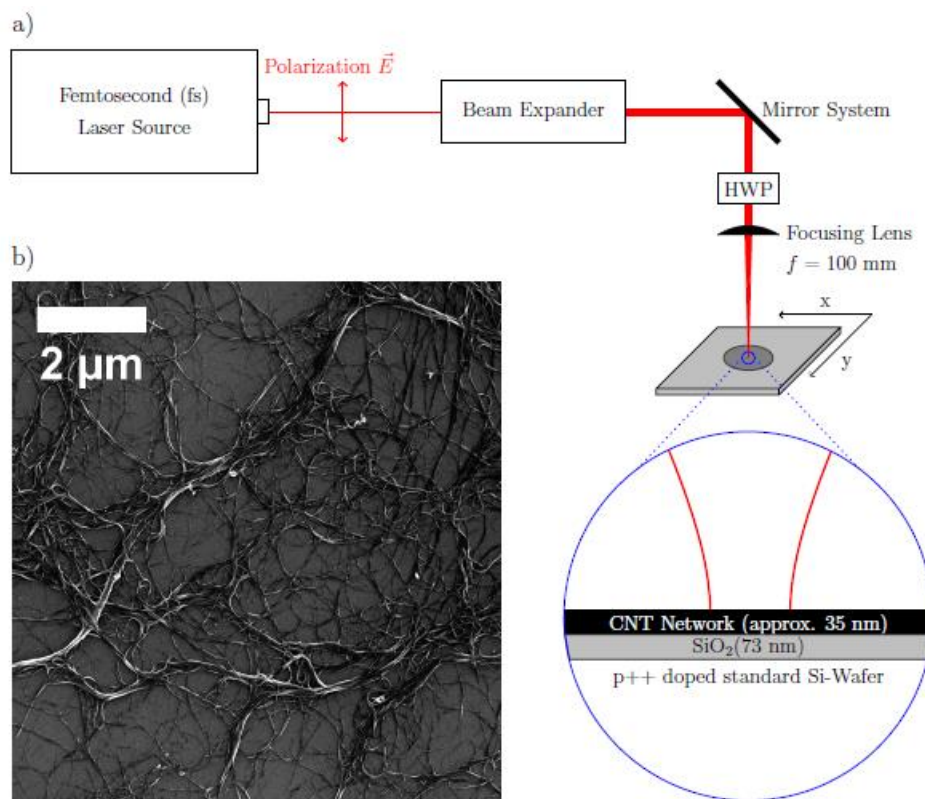 a)
Femtosecond (fs)
Laser Source
Polarization E⃗
Beam Expander
Mirror System
HWP
Focusing Lens
f = 100 mm
x
y
b)
2 μm
CNT Network (approx. 35 nm)
SiO₂(73 nm)
p++ doped standard Si-Wafer